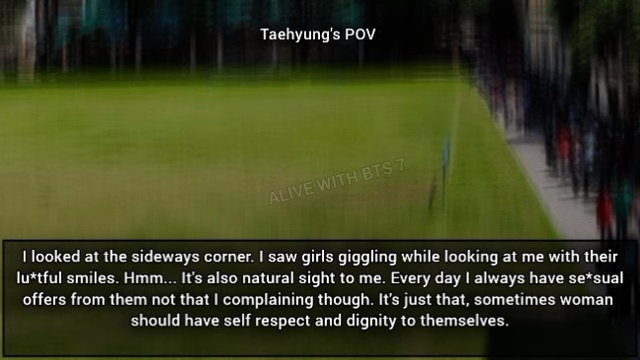 Taehyung's POV
ALIVE WITH BTS 7
I looked at the sideways corner. I saw girls giggling while looking at me with their
lu*tful smiles. Hmm... It's also natural sight to me. Every day I always have se*sual
offers from them not that I complaining though. It's just that, sometimes woman
should have self respect and dignity to themselves.